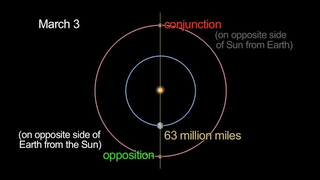 March 3
conjunction
(on opposite side
of Sun from Earth)
(on opposite side of
Earth from the Sun)
63 million miles
opposition